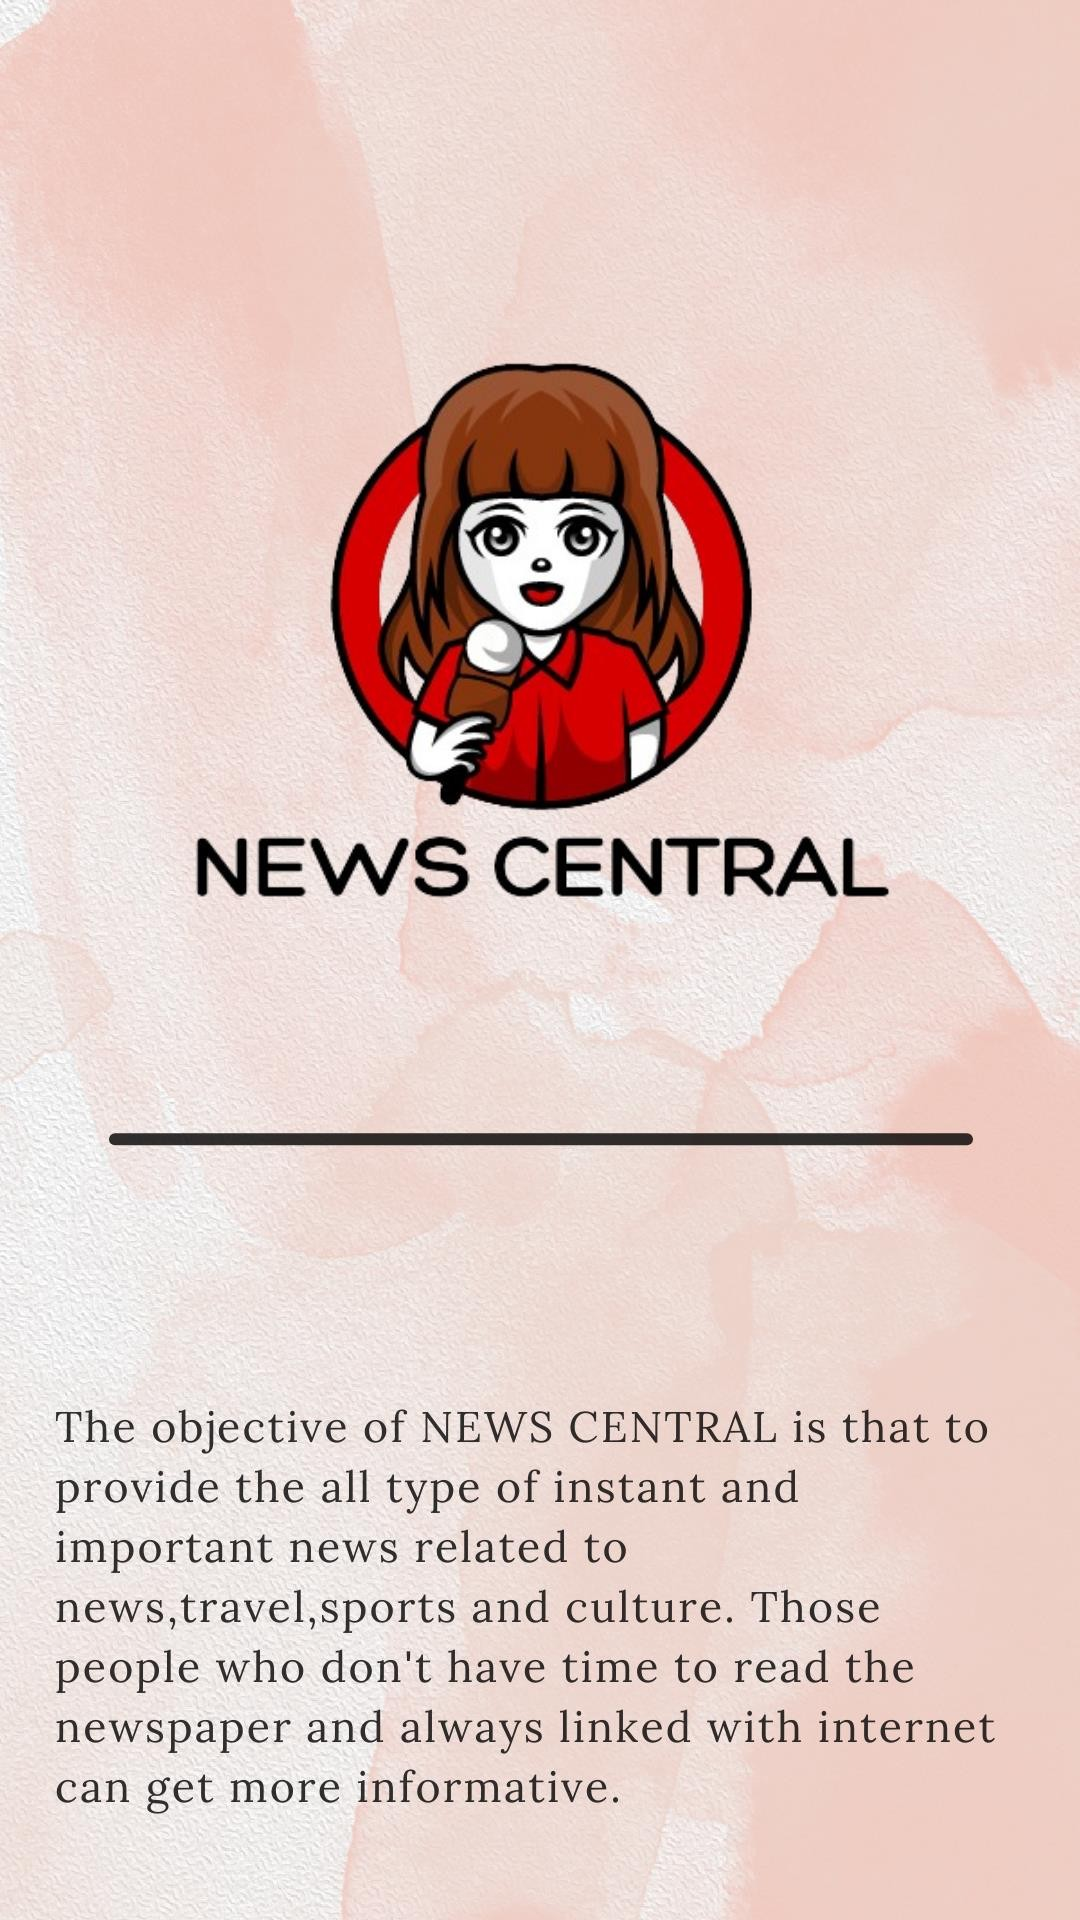 NEWS CENTRAL
The objective of NEWS CENTRAL is that to
provide the all type of instant and
important news related to
news,travel,sports and culture. Those
people who don't have time to read the
newspaper and always linked with internet
can get more informative.